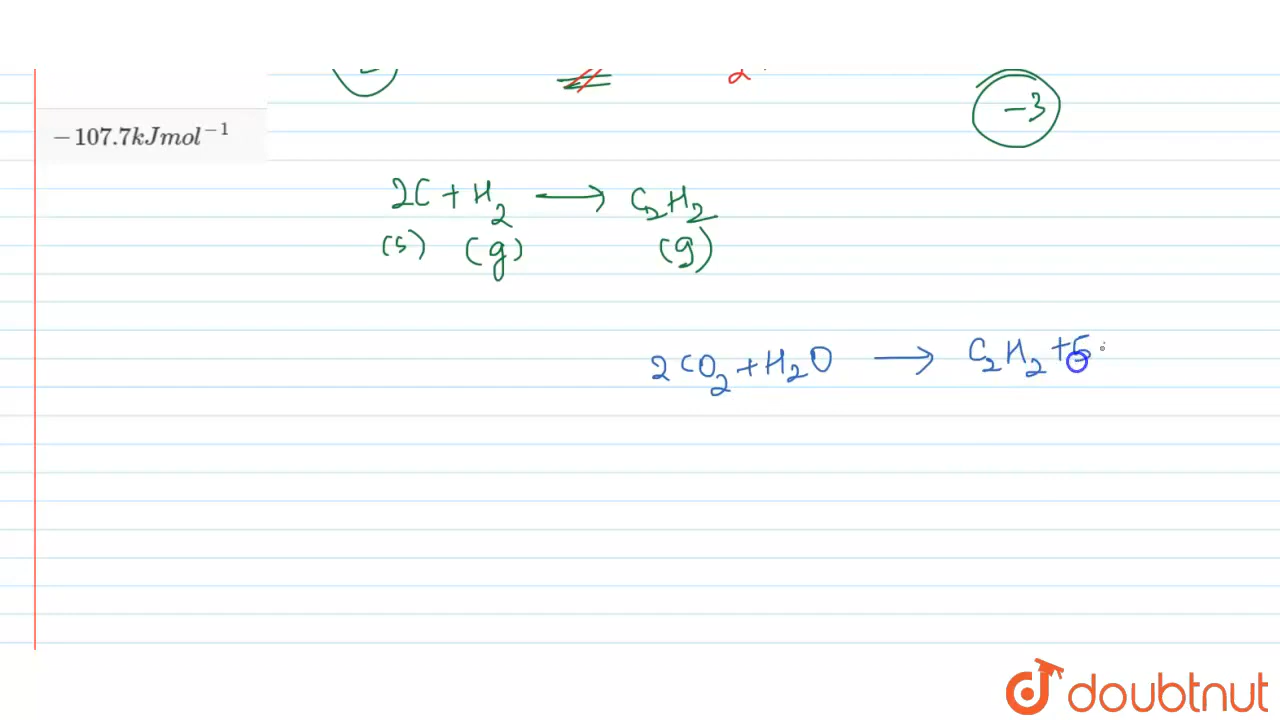 -3
−107.7kJmol⁻¹
2C + H₂ ⟶ C₂H₂
(s) (g) (g)
2CO₂ + H₂O ⟶ C₂H₂ + 5
doubtnut